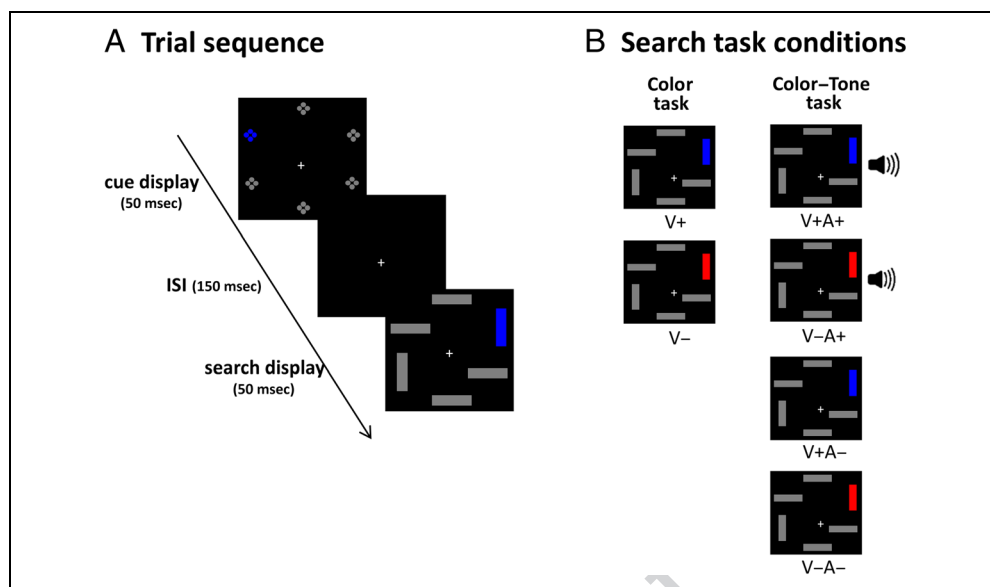 A Trial sequence
cue display
(50 msec)
ISI (150 msec)
search display
(50 msec)
B Search task conditions
Color
task
Color–Tone
task
V+
V+A+
V–
V–A+
V+A–
V–A–